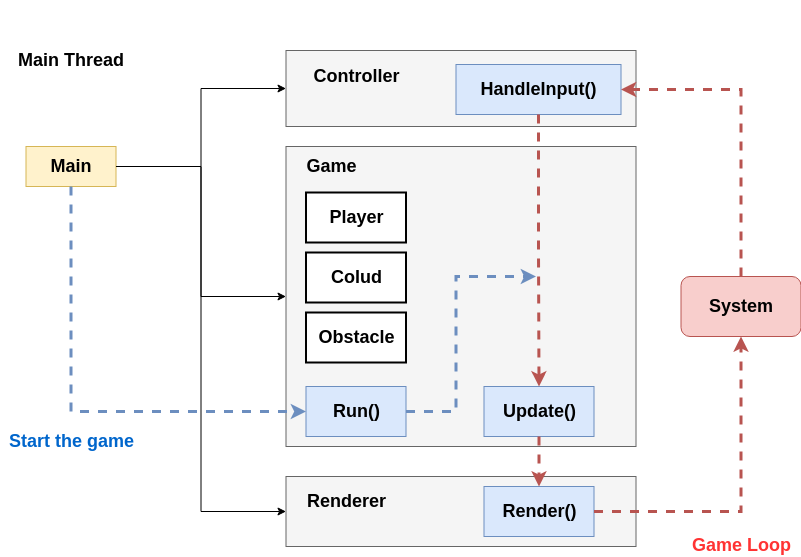 Main Thread
Controller
HandleInput()
Main
Game
Player
Colud
System
Obstacle
Run()
Update()
Start the game
Renderer
Render()
Game Loop